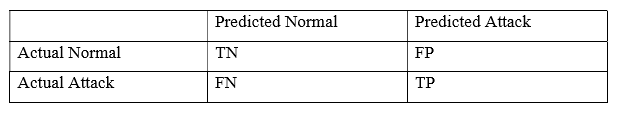 Predicted Normal Predicted Attack
Actual Normal TN FP
Actual Attack FN TP